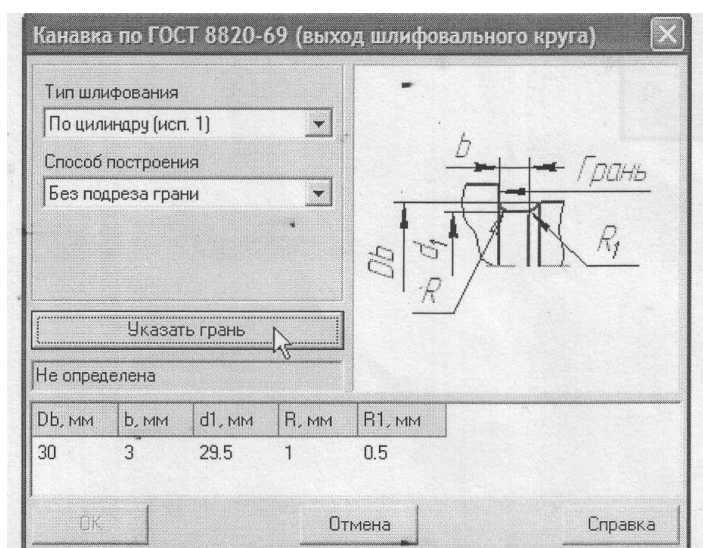 Канавка по ГОСТ 8820-69 (выход шлифовального круга)
Тип шлифования
По цилиндру (исп. 1)
Способ построения
Без подреза грани
Указать грань
Не определена
b
Грань
Db
d1
R
R1
Db, мм b, мм d1, мм R, мм R1, мм
30 3 29.5 1 0.5
OK Отмена Справка